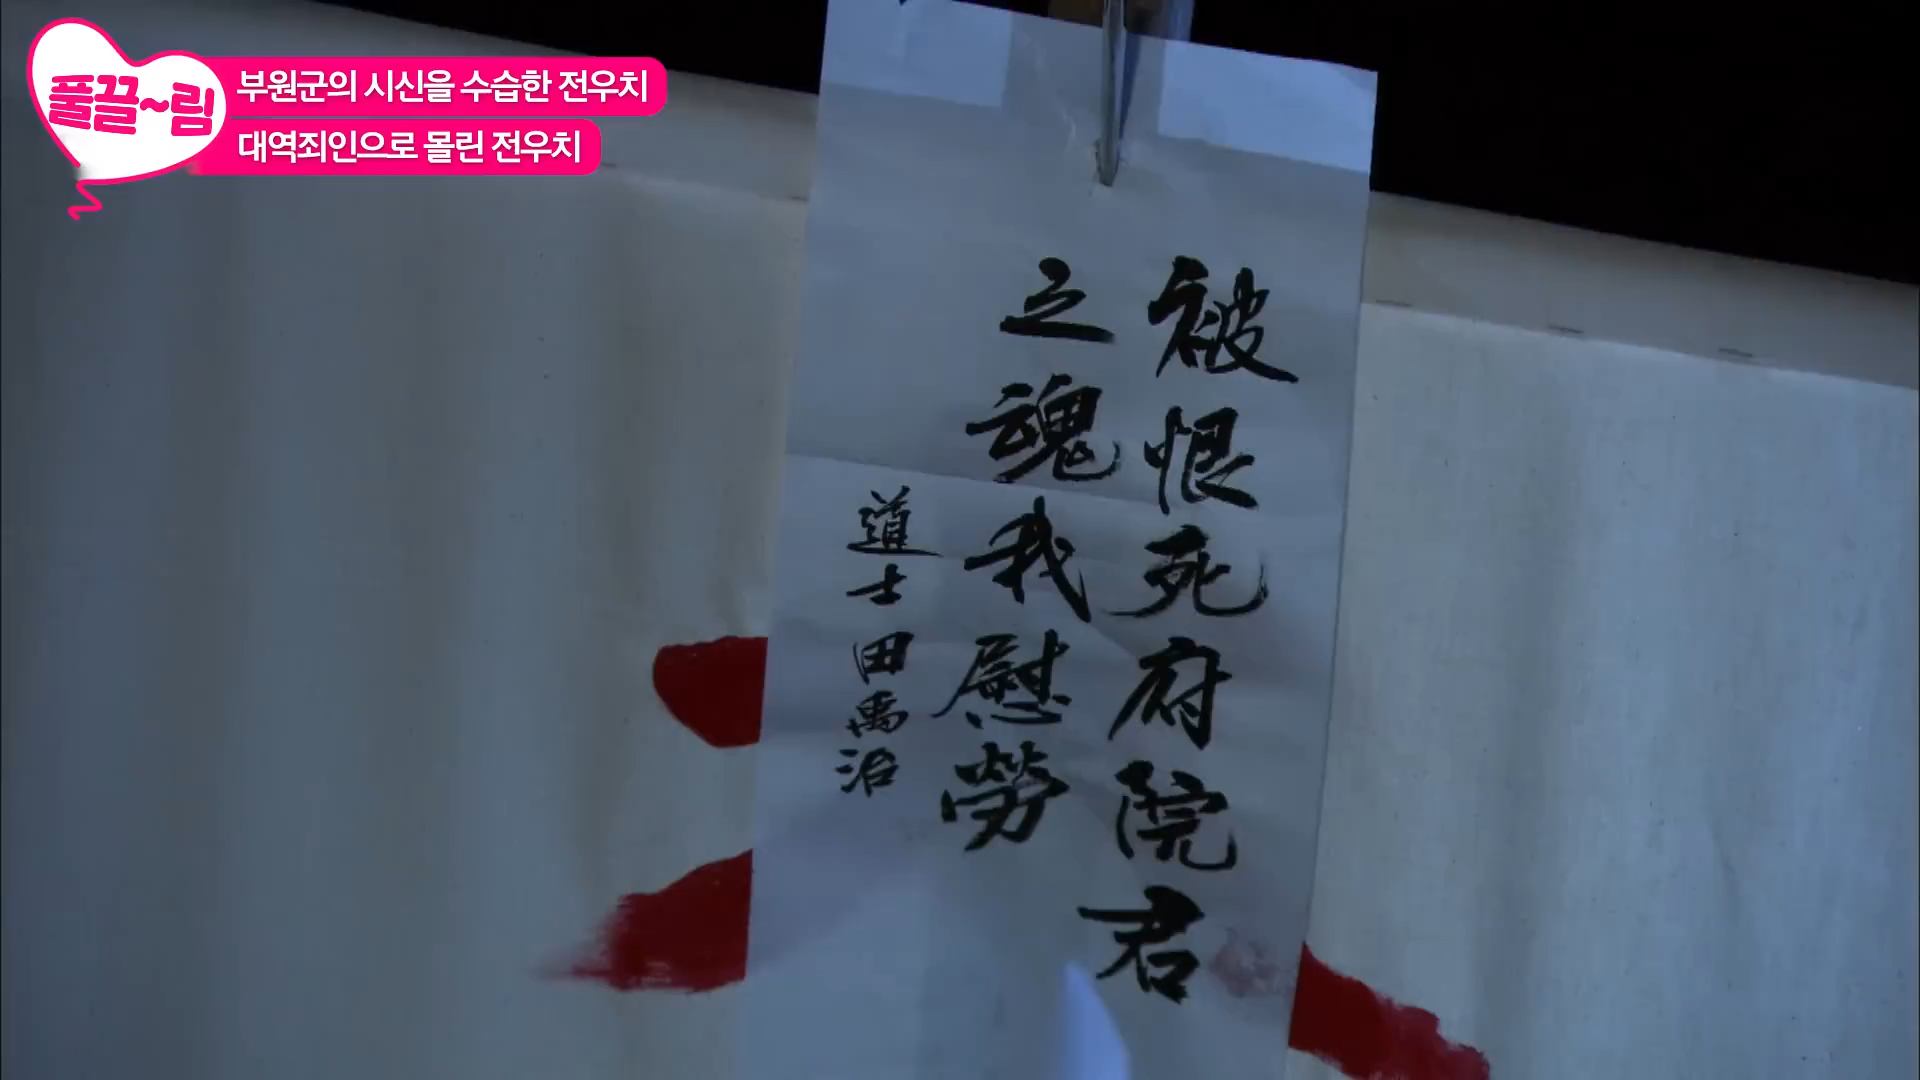 풀끌~림
부원군의 시신을 수습한 전우치
대역죄인으로 몰린 전우치
被恨死府院君
之魂我慰勞
道士 田禹治